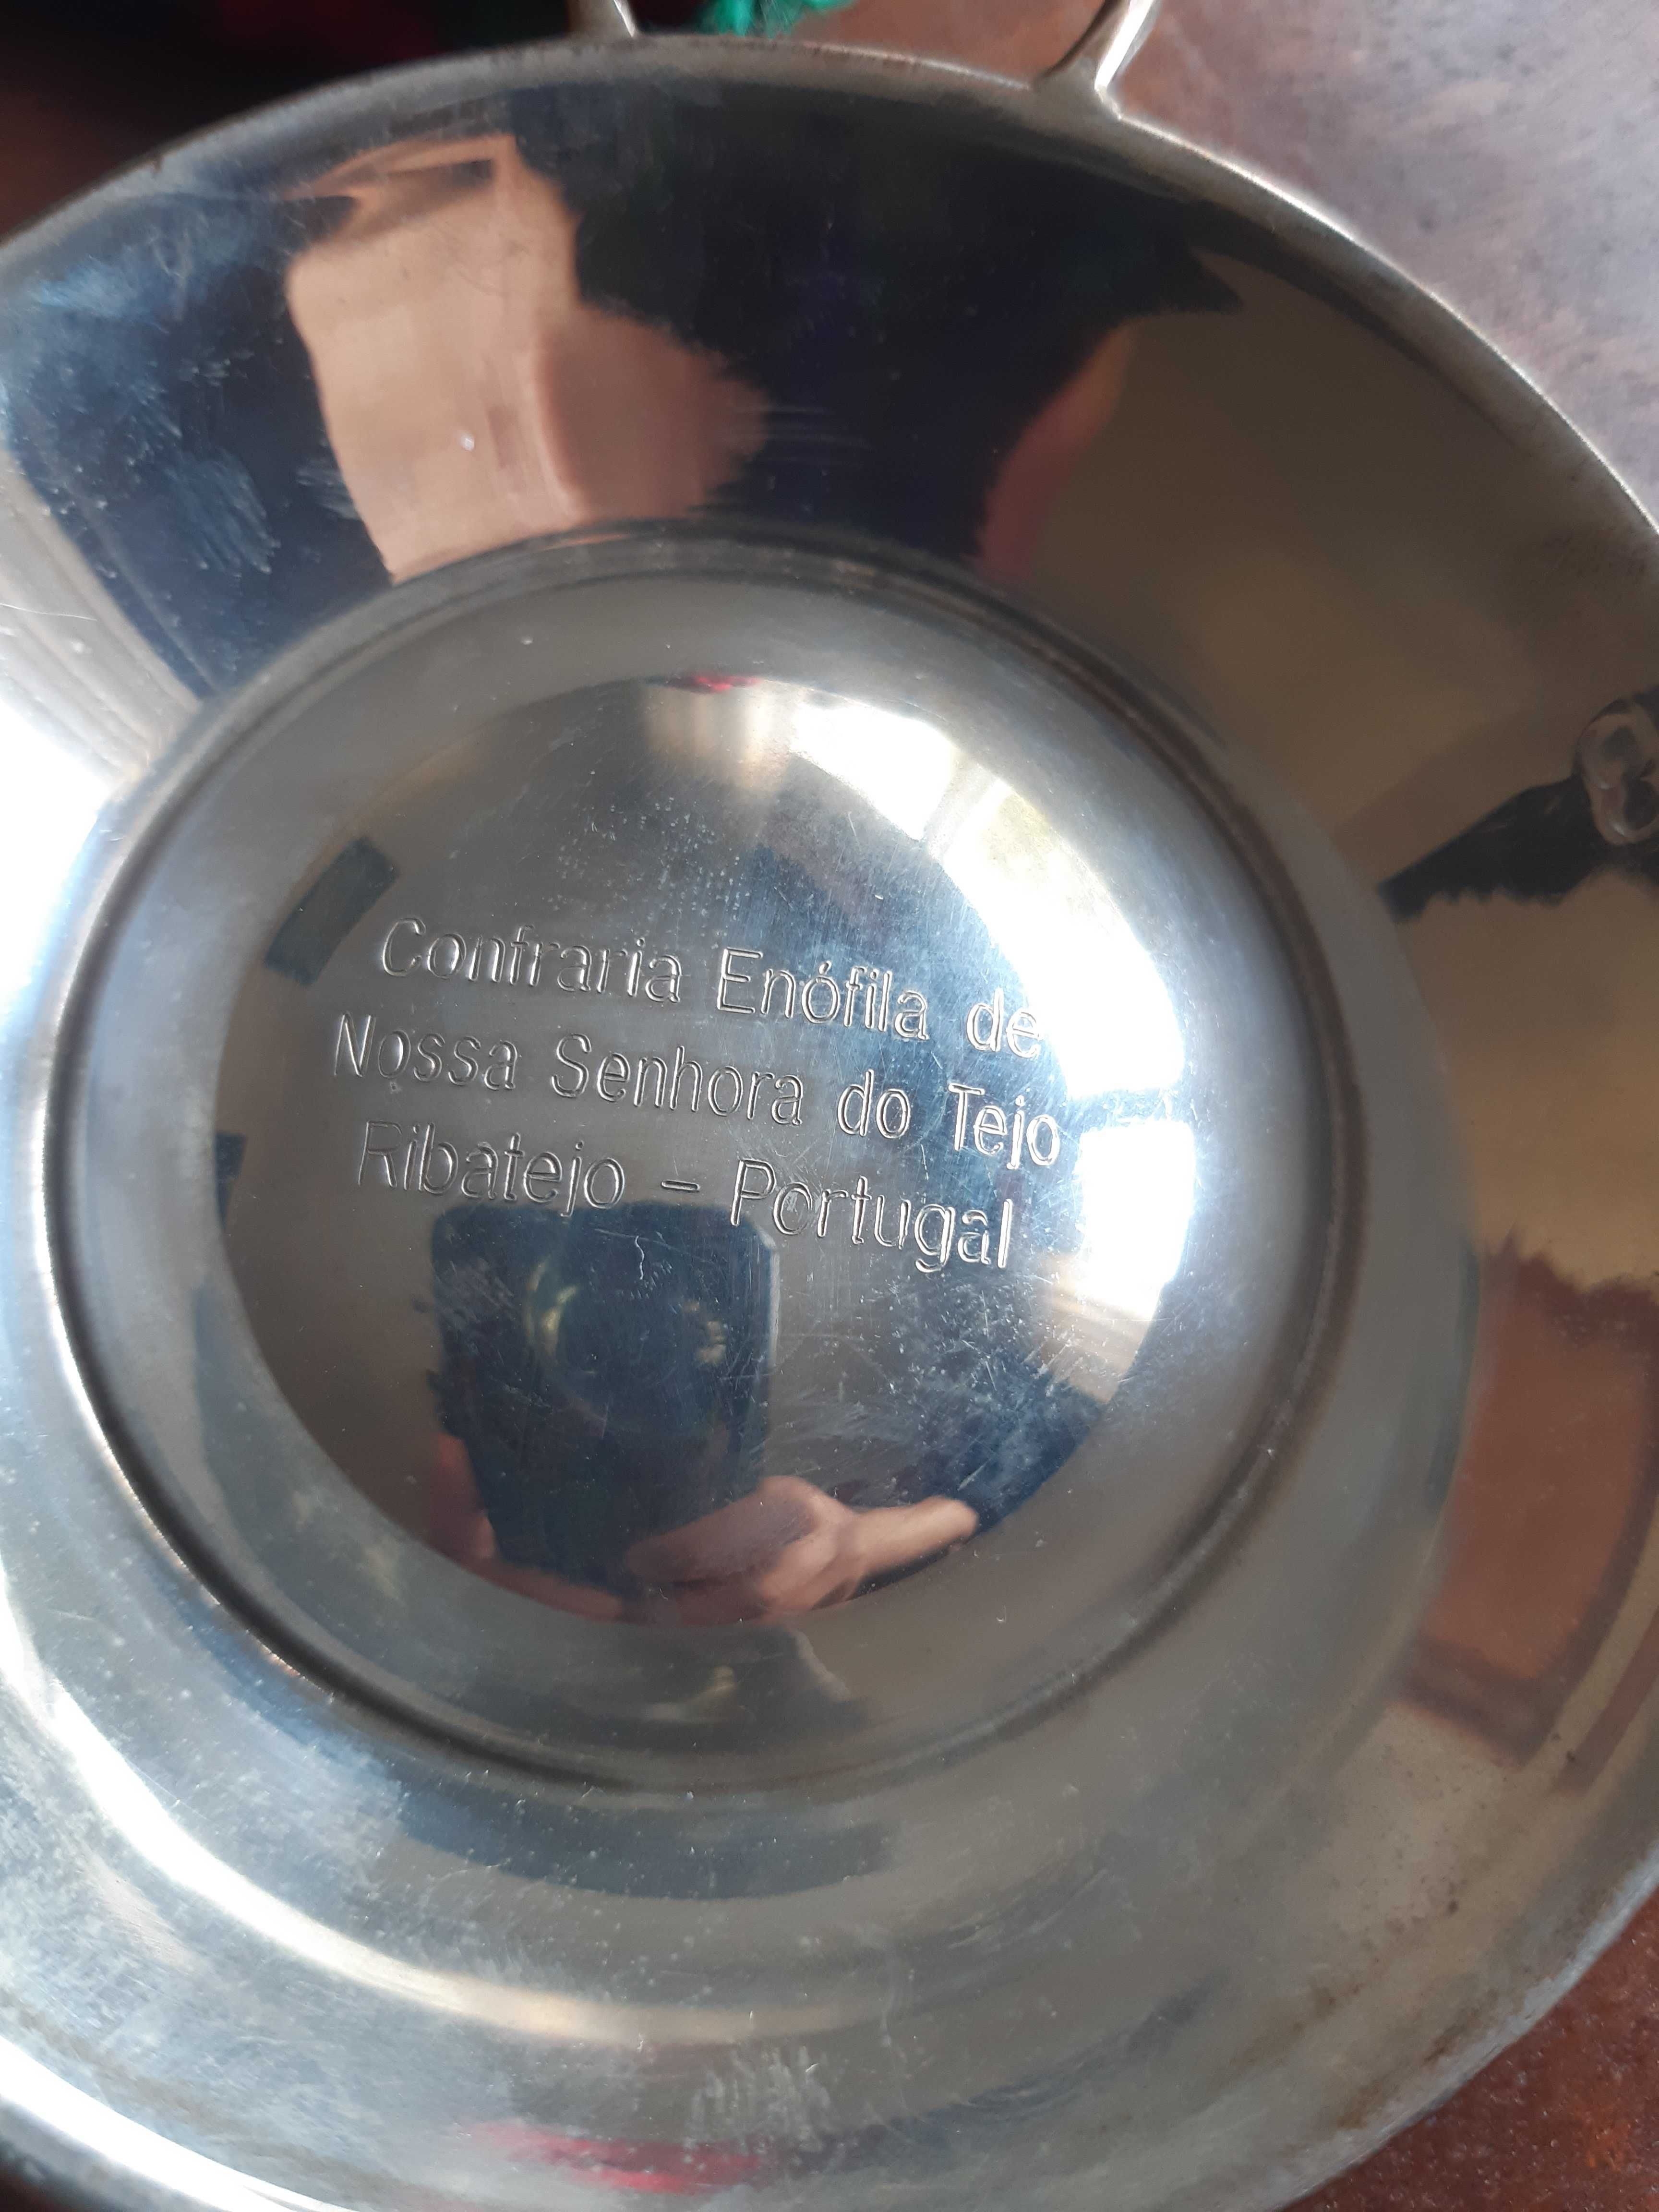 Confraria Enófila de
Nossa Senhora do Tejo
Ribatejo - Portugal